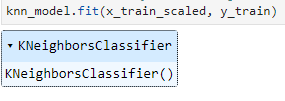 knn_model.fit(x_train_scaled, y_train)
▾ KNeighborsClassifier
KNeighborsClassifier()